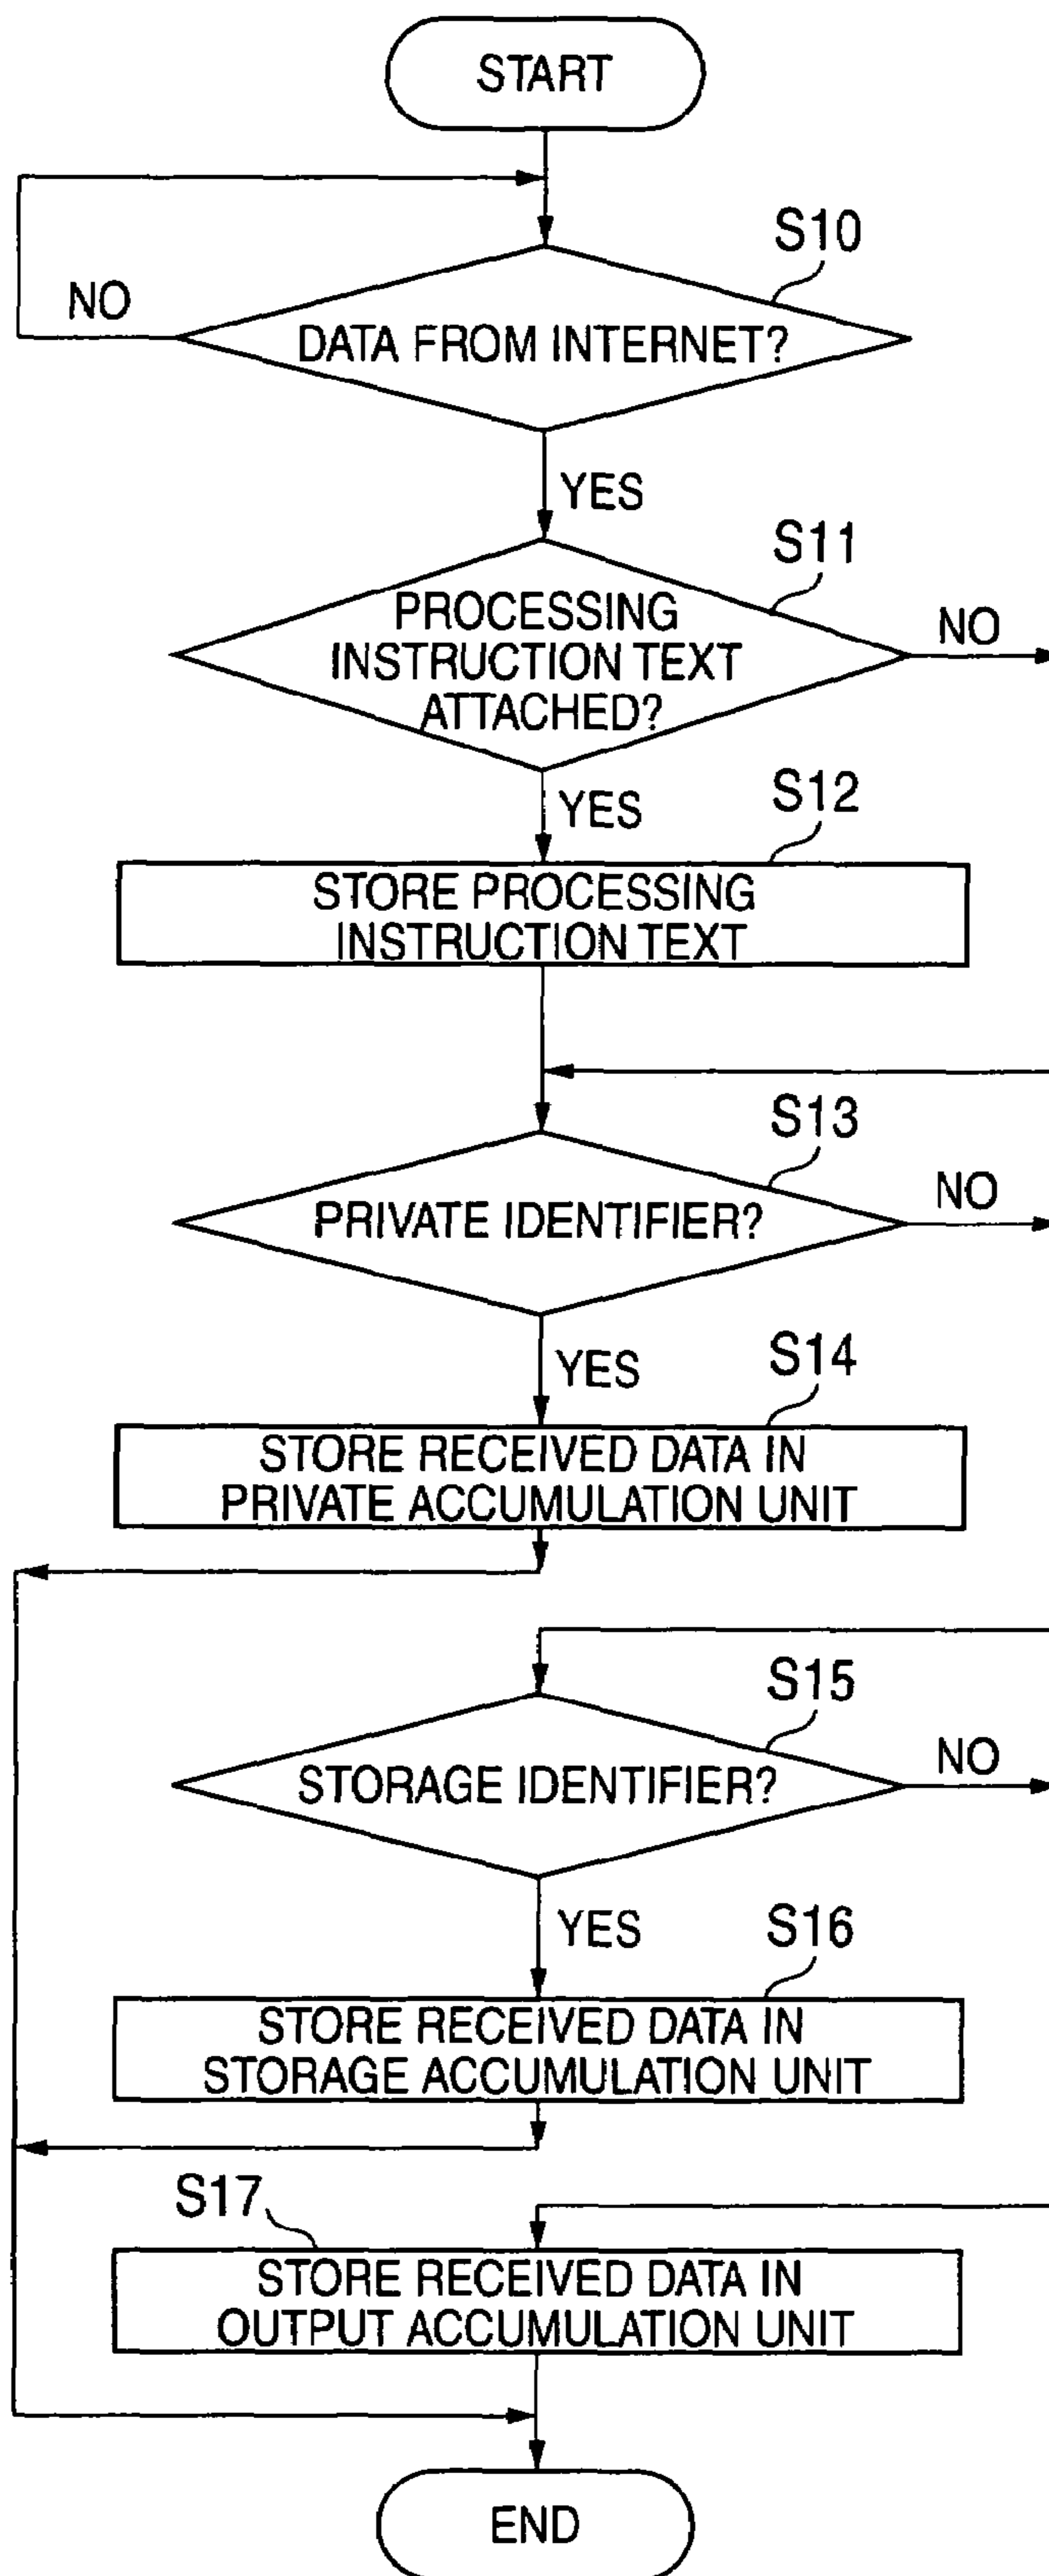 START
S10
NO
DATA FROM INTERNET?
YES
S11
PROCESSING
INSTRUCTION TEXT
ATTACHED?
NO
YES
S12
STORE PROCESSING
INSTRUCTION TEXT
S13
PRIVATE IDENTIFIER?
NO
YES
S14
STORE RECEIVED DATA IN
PRIVATE ACCUMULATION UNIT
S15
STORAGE IDENTIFIER?
NO
YES
S16
STORE RECEIVED DATA IN
STORAGE ACCUMULATION UNIT
S17
STORE RECEIVED DATA IN
OUTPUT ACCUMULATION UNIT
END